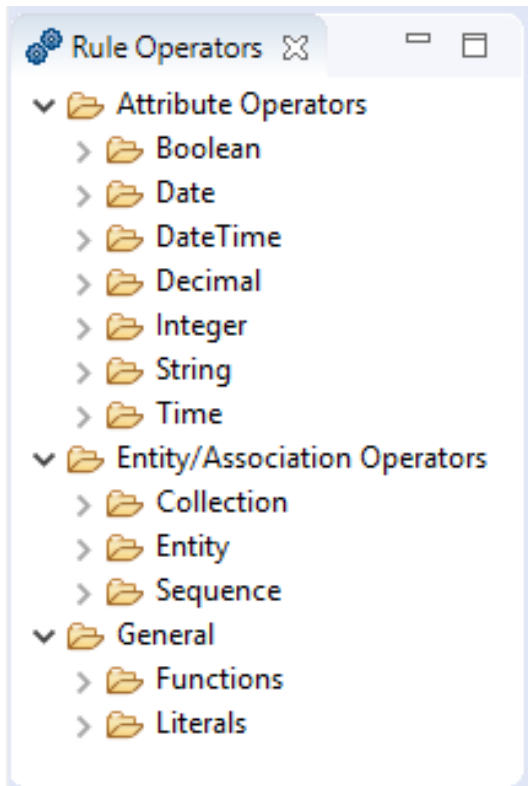 Rule Operators
Attribute Operators
Boolean
Date
DateTime
Decimal
Integer
String
Time
Entity/Association Operators
Collection
Entity
Sequence
General
Functions
Literals